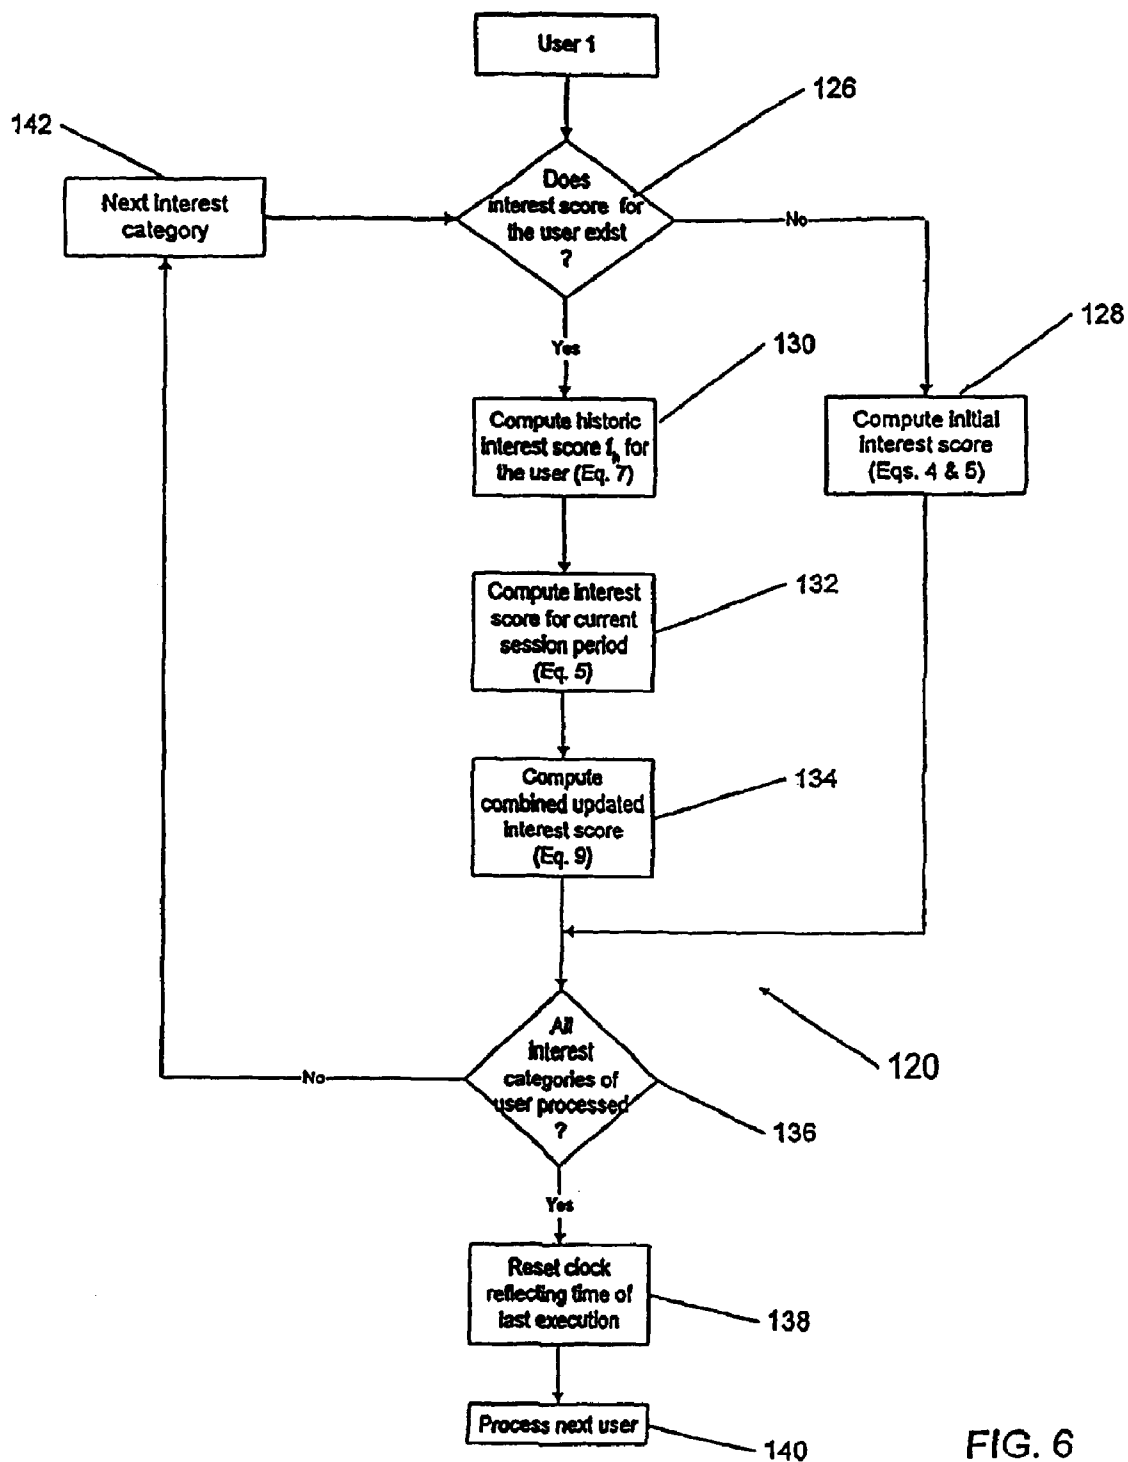 User 1
126
142
Next interest
category
Does
interest score for
the user exist
?
No
128
Yes
130
Compute historic
interest score fh for
the user (Eq. 7)
Compute initial
interest score
(Eqs. 4 & 5)
Compute interest
score for current
session period
(Eq. 5)
132
Compute
combined updated
interest score
(Eq. 9)
134
All
interest
categories of
user processed
?
No
120
136
Yes
Reset clock
reflecting time of
last execution
138
Process next user
140
FIG. 6